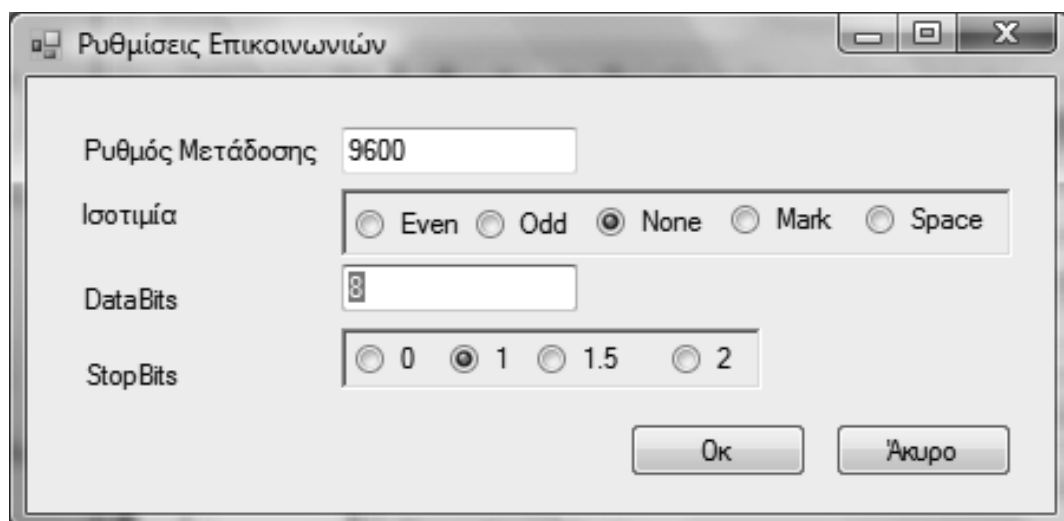 Ρυθμίσεις Επικοινωνιών
Ρυθμός Μετάδοσης 9600
Ισοτιμία Even Odd None Mark Space
DataBits 8
StopBits 0 1 1.5 2
Οκ Άκυρο